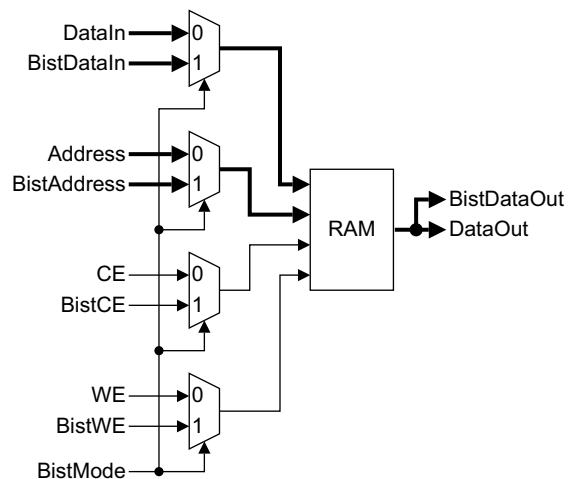 DataIn 0
BistDataIn 1
Address 0
BistAddress 1
BistDataOut
RAM
DataOut
CE 0
BistCE 1
WE 0
BistWE 1
BistMode